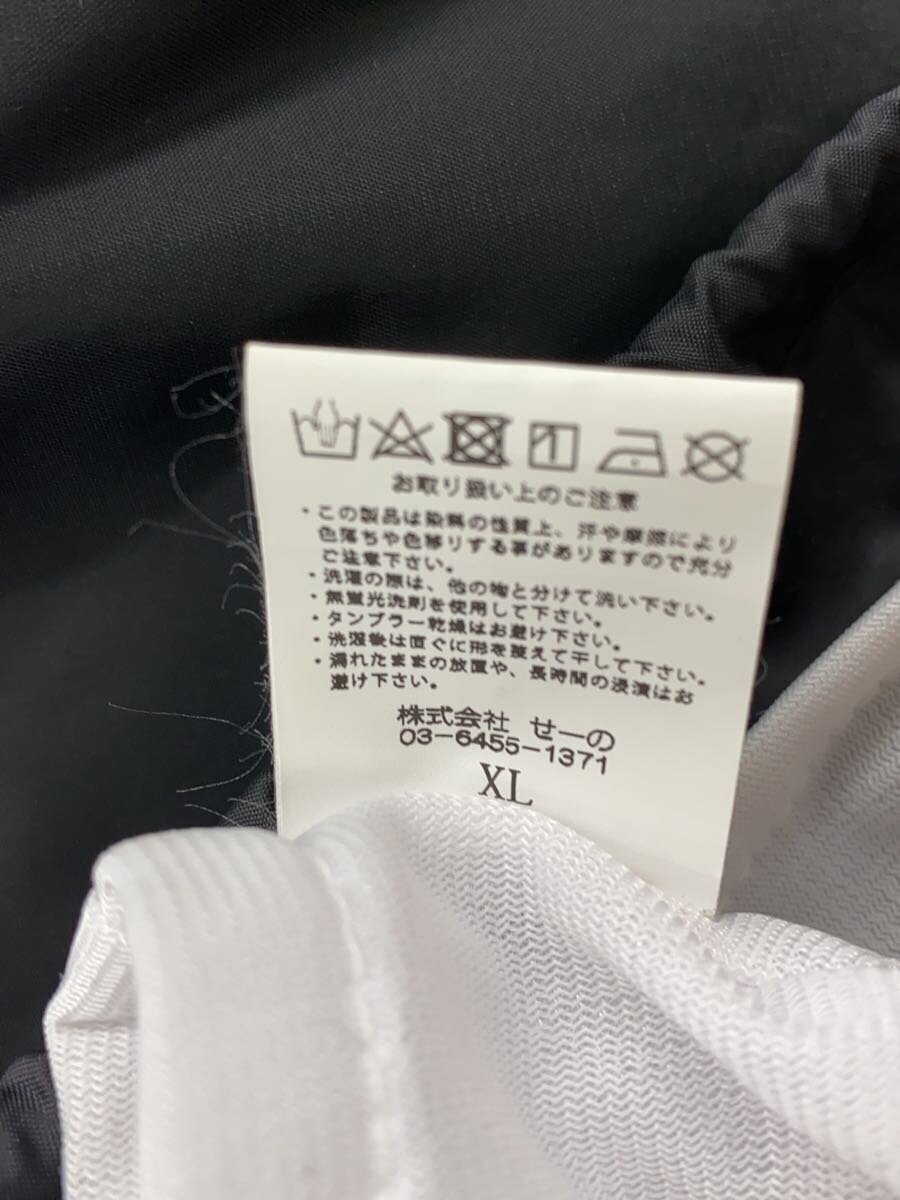 お取り扱い上のご注意
・この製品は染料の性質上、汗や摩擦により
色落ちや色移りする事がありますので充分
ご注意下さい。
・洗濯の際は、他の物と分けて洗い下さい。
・無蛍光洗剤を使用して下さい。
・タンブラー乾燥はお避け下さい。
・洗濯後は直ぐに形を整えて干して下さい。
・濡れたままの放置や、長時間の浸漬はお
避け下さい。
株式会社 せーの
03-6455-1371
XL